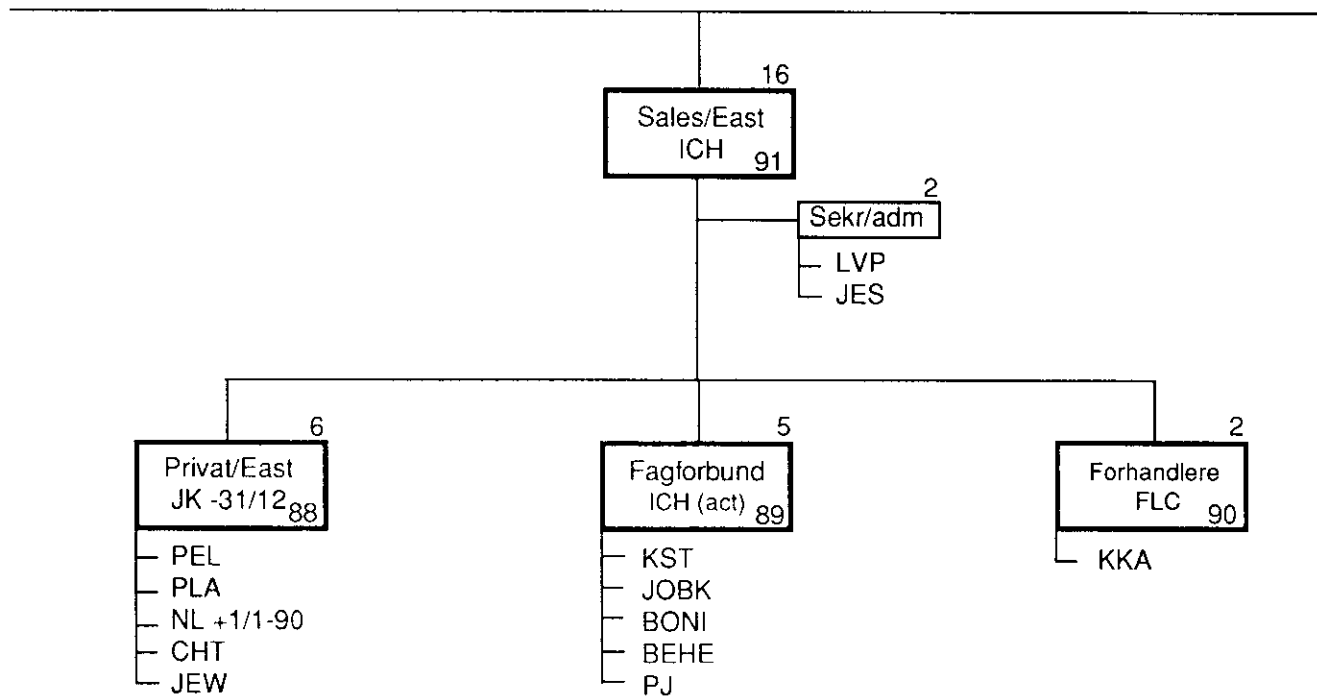 16
Sales/East
ICH
91
2
Sekr/adm
LVP
JES
6
Privat/East
JK -31/12
88
PEL
PLA
NL +1/1-90
CHT
JEW
5
Fagforbund
ICH (act)
89
KST
JOBK
BONI
BEHE
PJ
2
Forhandlere
FLC
90
KKA